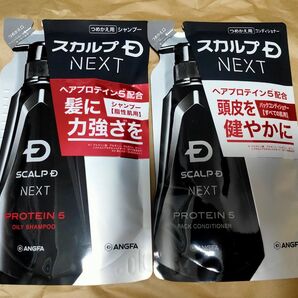 つめかえ用 シャンプー
スカルプD
NEXT
ヘアプロテイン5配合
髪に
シャンプー
【脂性肌用】
力強さを
D
SCALP D
NEXT
PROTEIN 5
OILY SHAMPOO
ANGFA
つめかえ用 コンディショナー
スカルプD
NEXT
ヘアプロテイン5配合
頭皮を
パックコンディショナー
【すべての肌用】
健やかに
D
SCALP D
NEXT
PROTEIN 5
PACK CONDITIONER
ANGFA